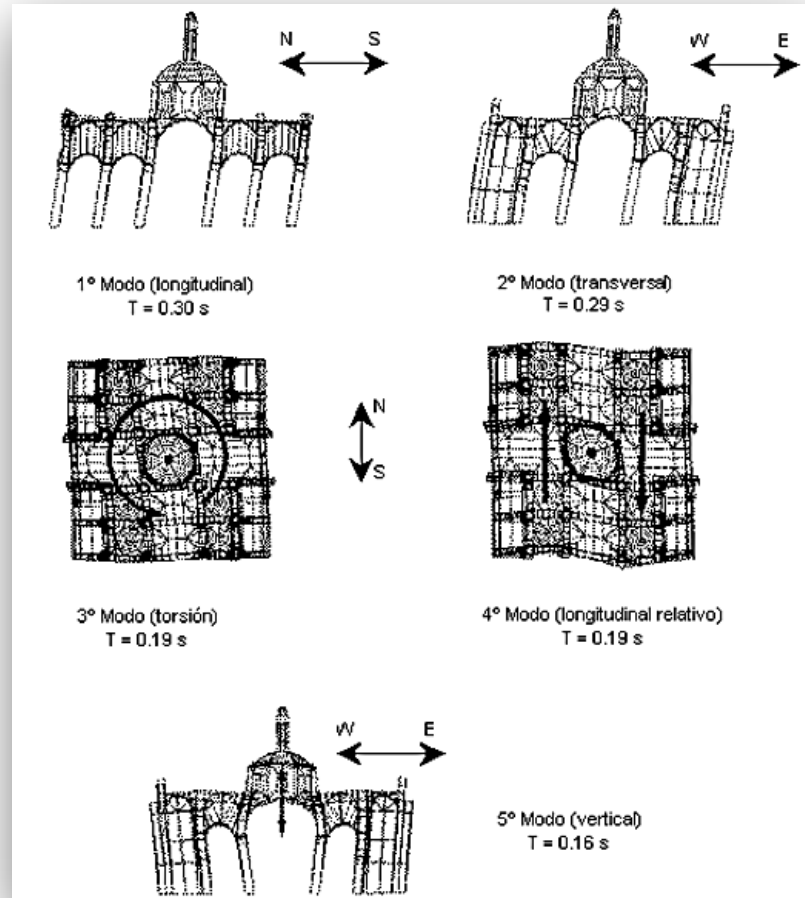 N S
W E
1º Modo (longitudinal)
T = 0.30 s
2º Modo (transversal)
T = 0.29 s
N
S
3º Modo (torsión)
T = 0.19 s
4º Modo (longitudinal relativo)
T = 0.19 s
W E
5º Modo (vertical)
T = 0.16 s